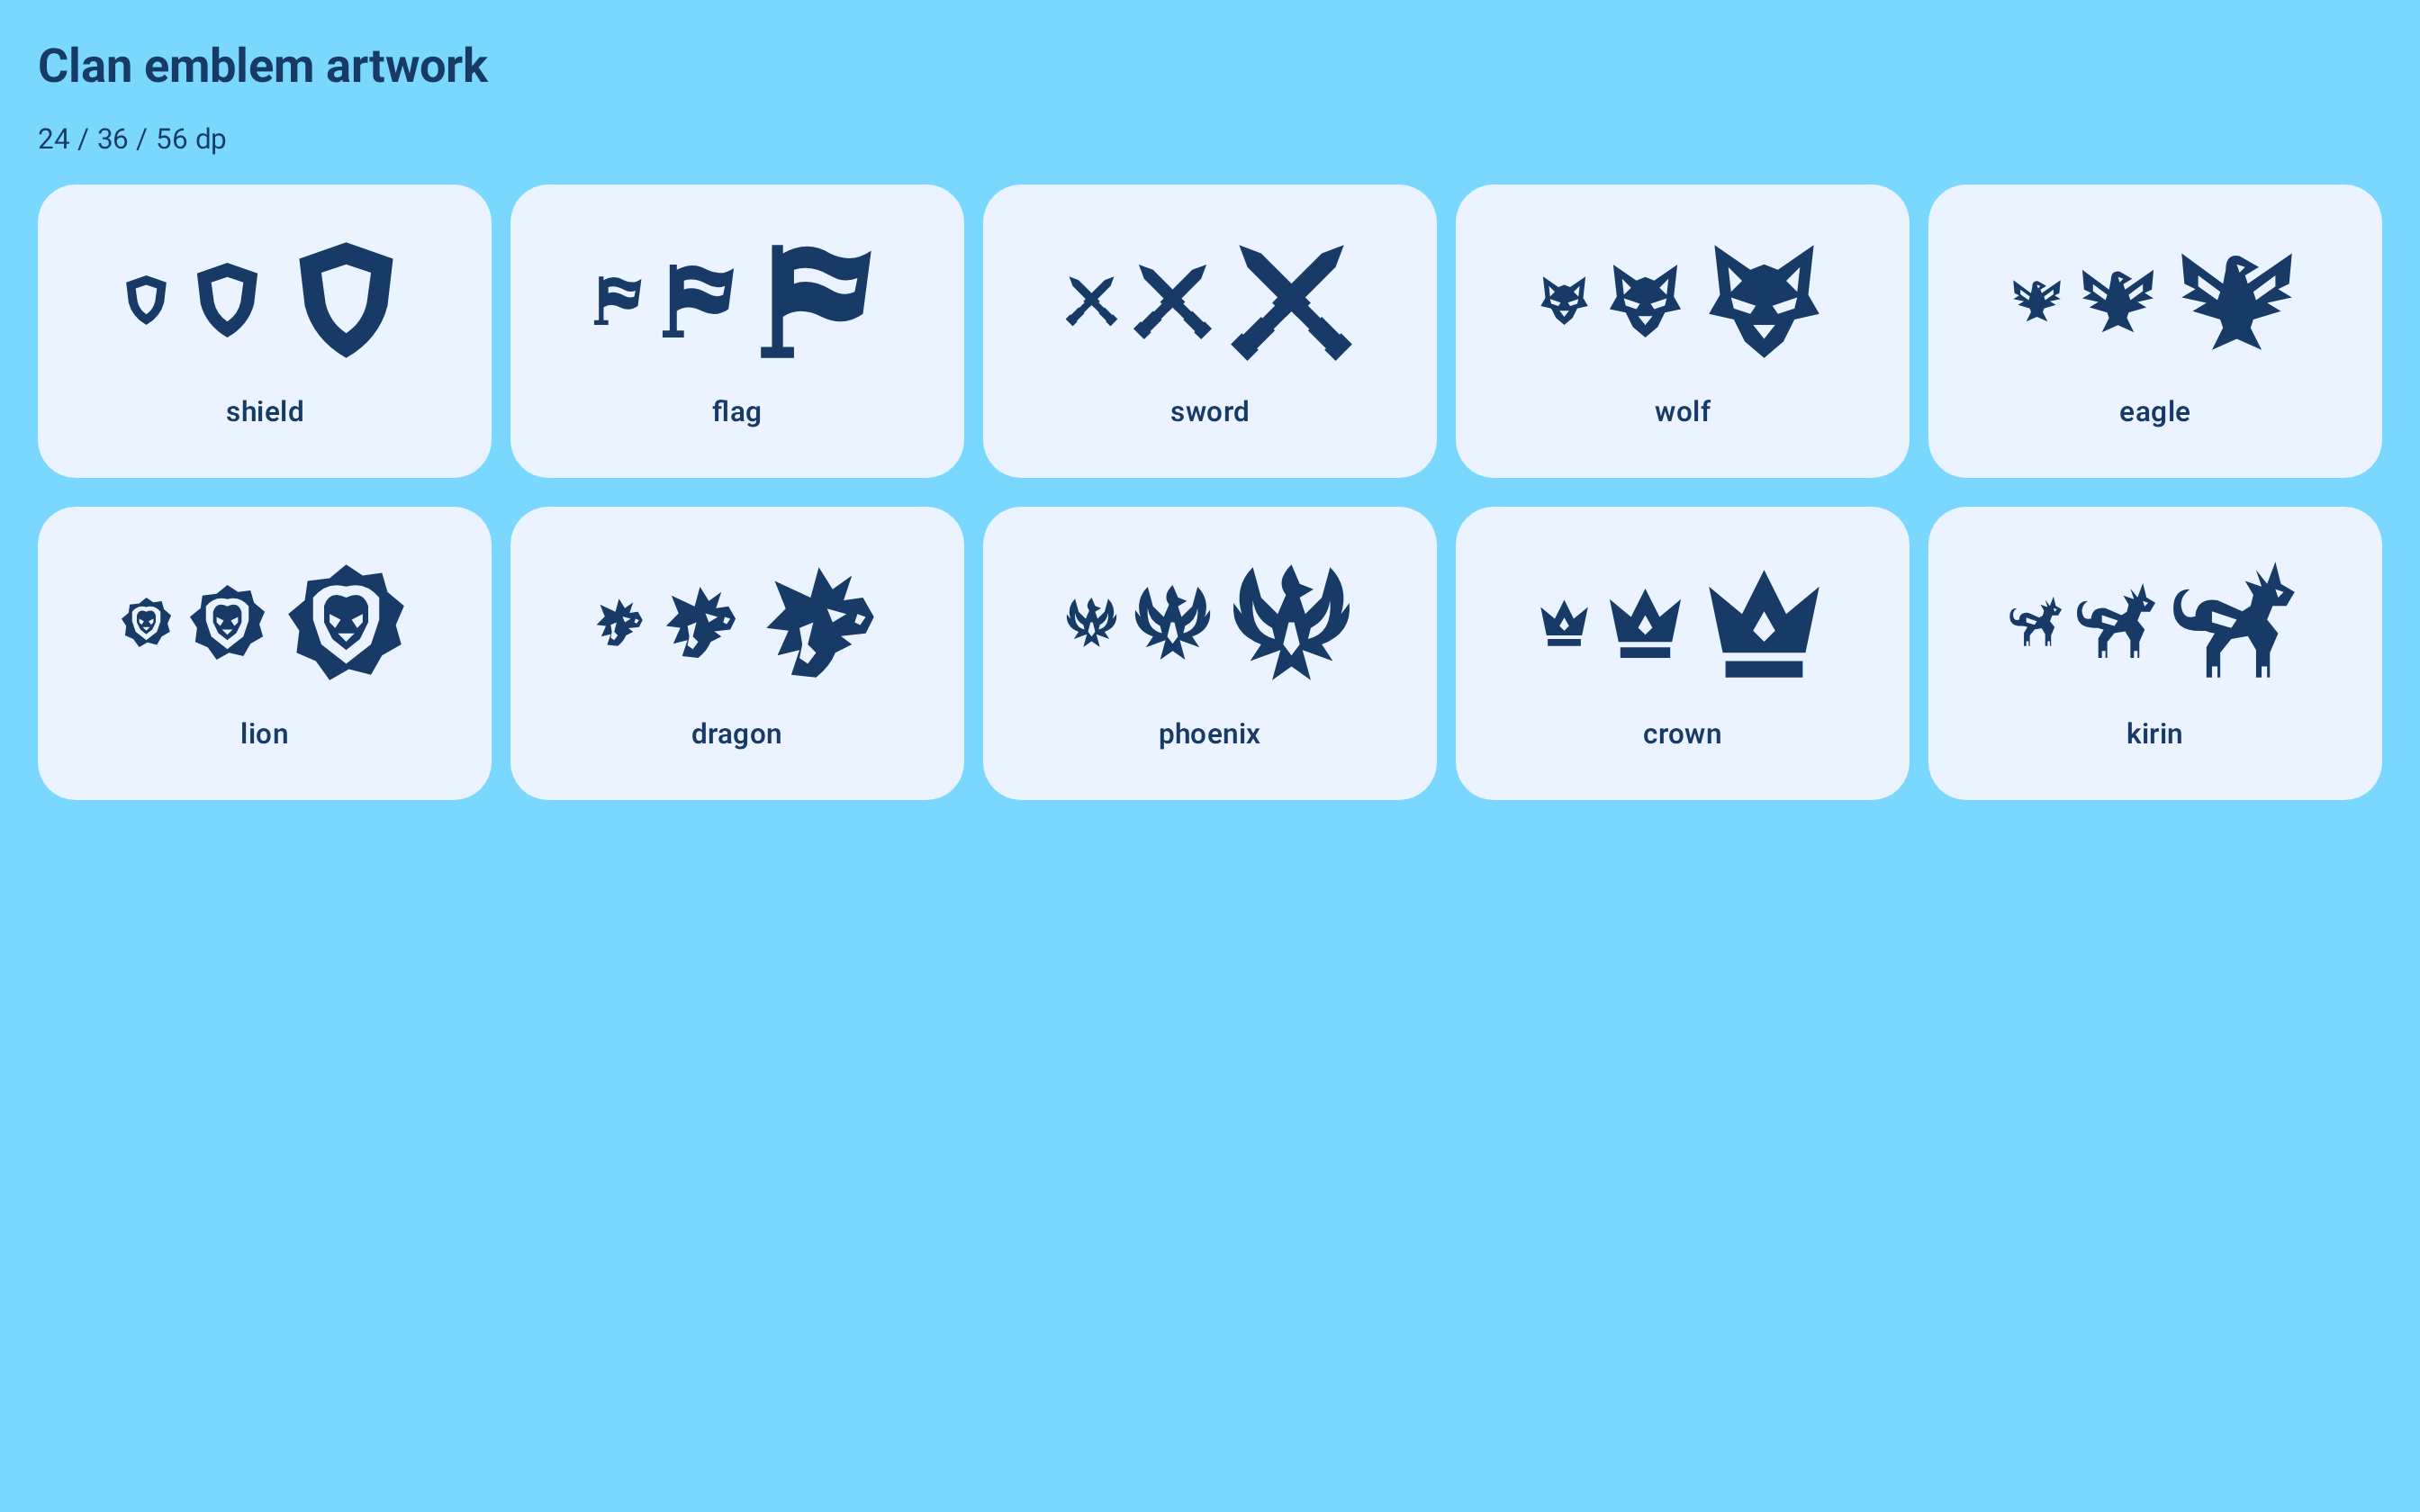 Clan emblem artwork
24 / 36 / 56 dp
shield
flag
sword
wolf
eagle
lion
dragon
phoenix
crown
kirin